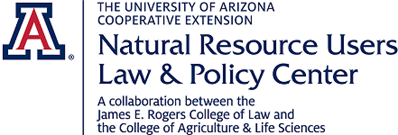 THE UNIVERSITY OF ARIZONA
COOPERATIVE EXTENSION
A®
Natural Resource Users
Law & Policy Center
A collaboration between the
James E. Rogers College of Law and
the College of Agriculture & Life Sciences